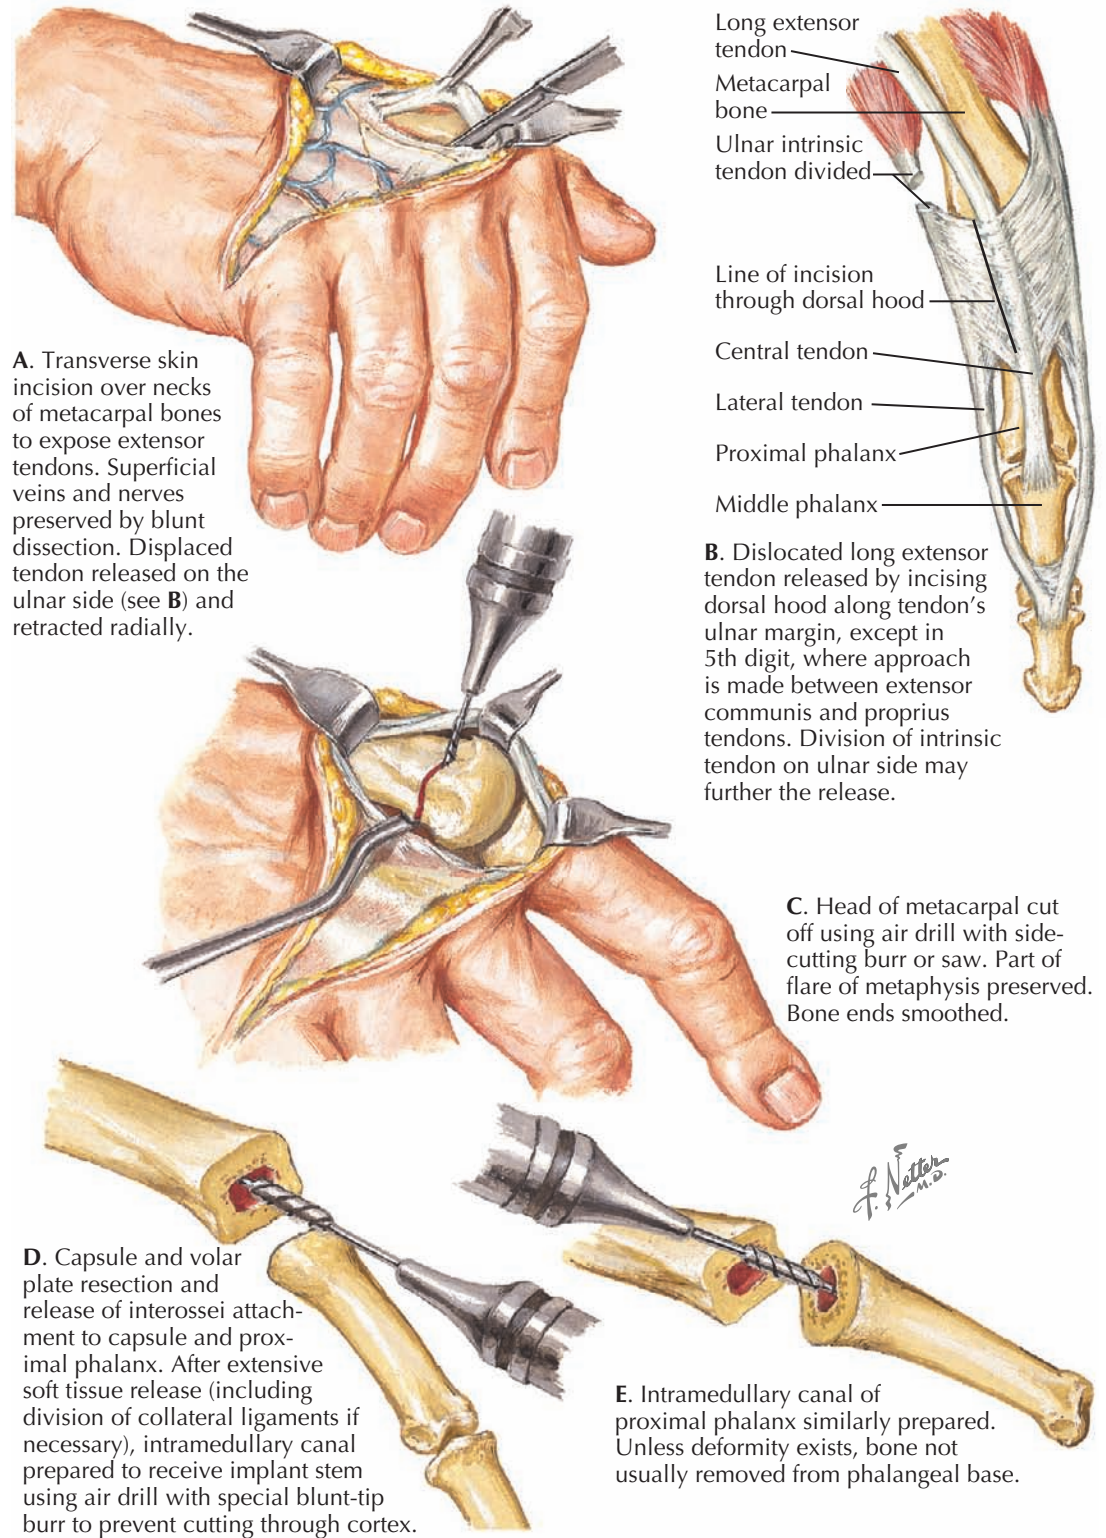 Long extensor
tendon
Metacarpal
bone
Ulnar intrinsic
tendon divided
Line of incision
through dorsal hood
Central tendon
Lateral tendon
Proximal phalanx
Middle phalanx
A. Transverse skin
incision over necks
of metacarpal bones
to expose extensor
tendons. Superficial
veins and nerves
preserved by blunt
dissection. Displaced
tendon released on the
ulnar side (see B) and
retracted radially.
B. Dislocated long extensor
tendon released by incising
dorsal hood along tendon’s
ulnar margin, except in
5th digit, where approach
is made between extensor
communis and proprius
tendons. Division of intrinsic
tendon on ulnar side may
further the release.
C. Head of metacarpal cut
off using air drill with side-
cutting burr or saw. Part of
flare of metaphysis preserved.
Bone ends smoothed.
F. Netter
M.D.
D. Capsule and volar
plate resection and
release of interossei attach-
ment to capsule and prox-
imal phalanx. After extensive
soft tissue release (including
division of collateral ligaments if
necessary), intramedullary canal
prepared to receive implant stem
using air drill with special blunt-tip
burr to prevent cutting through cortex.
E. Intramedullary canal of
proximal phalanx similarly prepared.
Unless deformity exists, bone not
usually removed from phalangeal base.